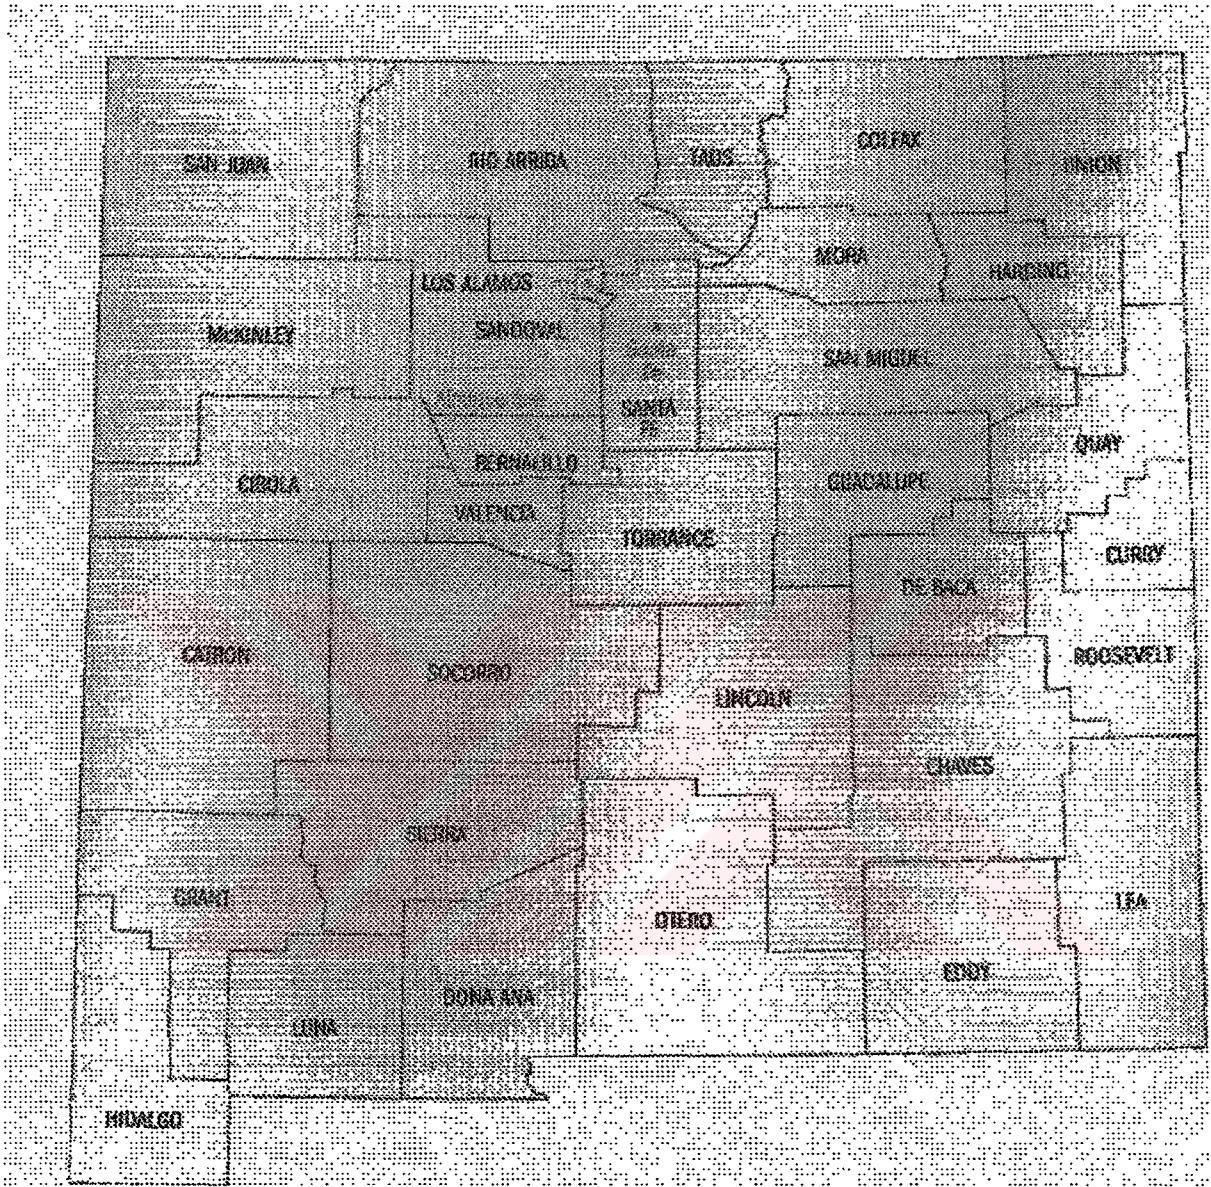 SAN JUAN
RIO ARRIBA
TAOS
COLFAX
UNION
MORA
HARDING
LOS ALAMOS
McKINLEY
SANDOVAL
SAN MIGUEL
SANTA
FE
QUAY
BERNALILLO
CIBOLA
GUADALUPE
VALENCIA
TORRANCE
CURRY
DE BACA
CATRON
SOCORRO
ROOSEVELT
LINCOLN
CHAVES
SIERRA
GRANT
OTERO
LEA
EDDY
DONA ANA
LUNA
HIDALGO